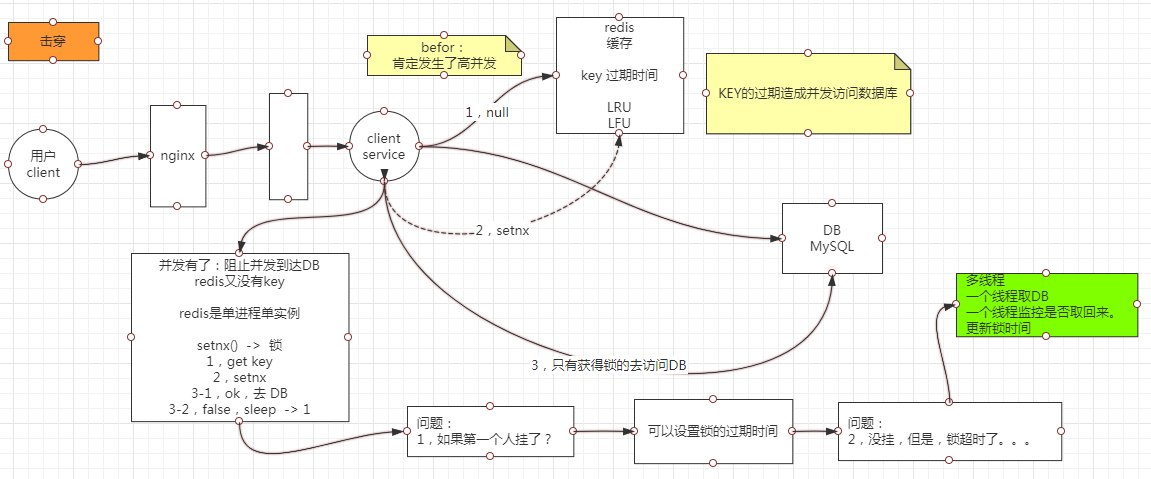 击穿
befor：
肯定发生了高并发
redis
缓存
key 过期时间
LRU
LFU
KEY的过期造成并发访问数据库
1，null
用户
client
nginx
client
service
2，setnx
DB
MySQL
并发有了：阻止并发到达DB
redis又没有key
redis是单进程单实例
setnx() -> 锁
1，get key
2，setnx
3-1，ok，去 DB
3-2，false，sleep -> 1
3，只有获得锁的去访问DB
多线程
一个线程取DB
一个线程监控是否取回来。
更新锁时间
问题：
1，如果第一个人挂了？
可以设置锁的过期时间
问题：
2，没挂，但是，锁超时了。。。